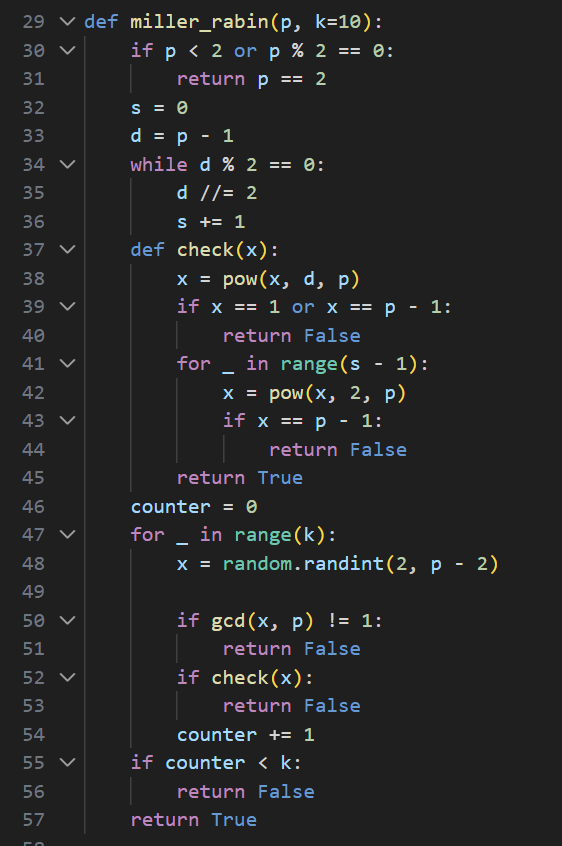 29 def miller_rabin(p, k=10):
30     if p < 2 or p % 2 == 0:
31         return p == 2
32     s = 0
33     d = p - 1
34     while d % 2 == 0:
35         d //= 2
36         s += 1
37     def check(x):
38         x = pow(x, d, p)
39         if x == 1 or x == p - 1:
40             return False
41         for _ in range(s - 1):
42             x = pow(x, 2, p)
43             if x == p - 1:
44                 return False
45         return True
46     counter = 0
47     for _ in range(k):
48         x = random.randint(2, p - 2)
49
50         if gcd(x, p) != 1:
51             return False
52         if check(x):
53             return False
54         counter += 1
55     if counter < k:
56         return False
57     return True